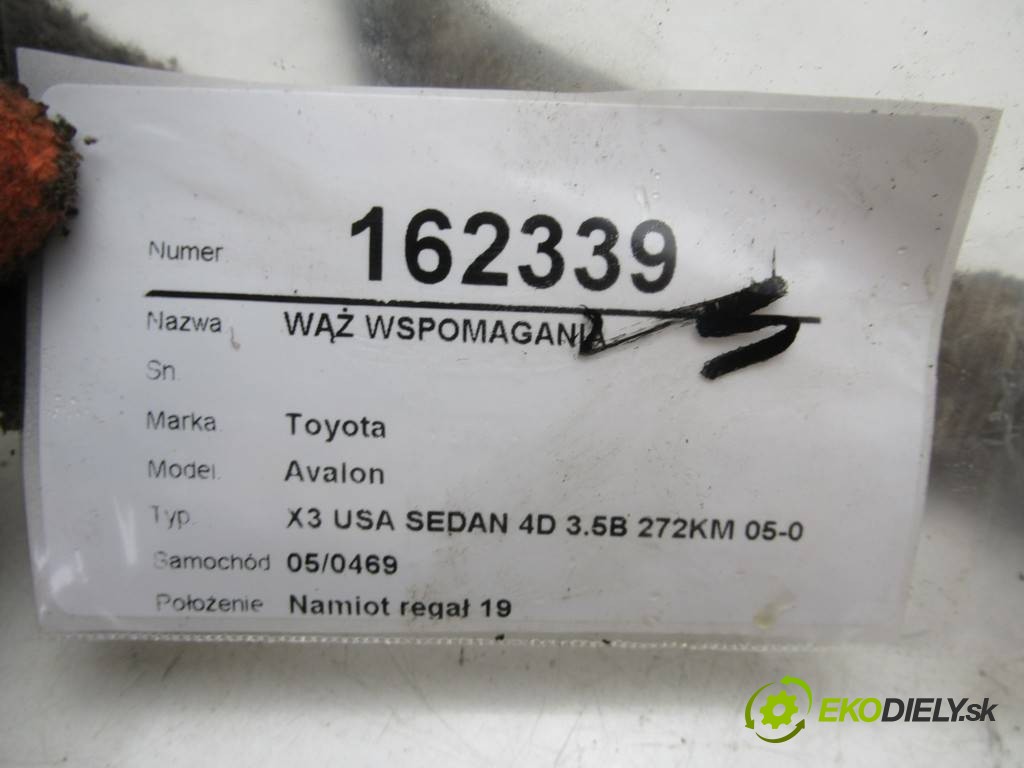 Numer 162339
Nazwa WĄŻ WSPOMAGANIA
Sn.
Marka Toyota
Model. Avalon
Typ. X3 USA SEDAN 4D 3.5B 272KM 05-0
Samochód 05/0469
Położenie Namiot regał 19
EKODIELY.sk